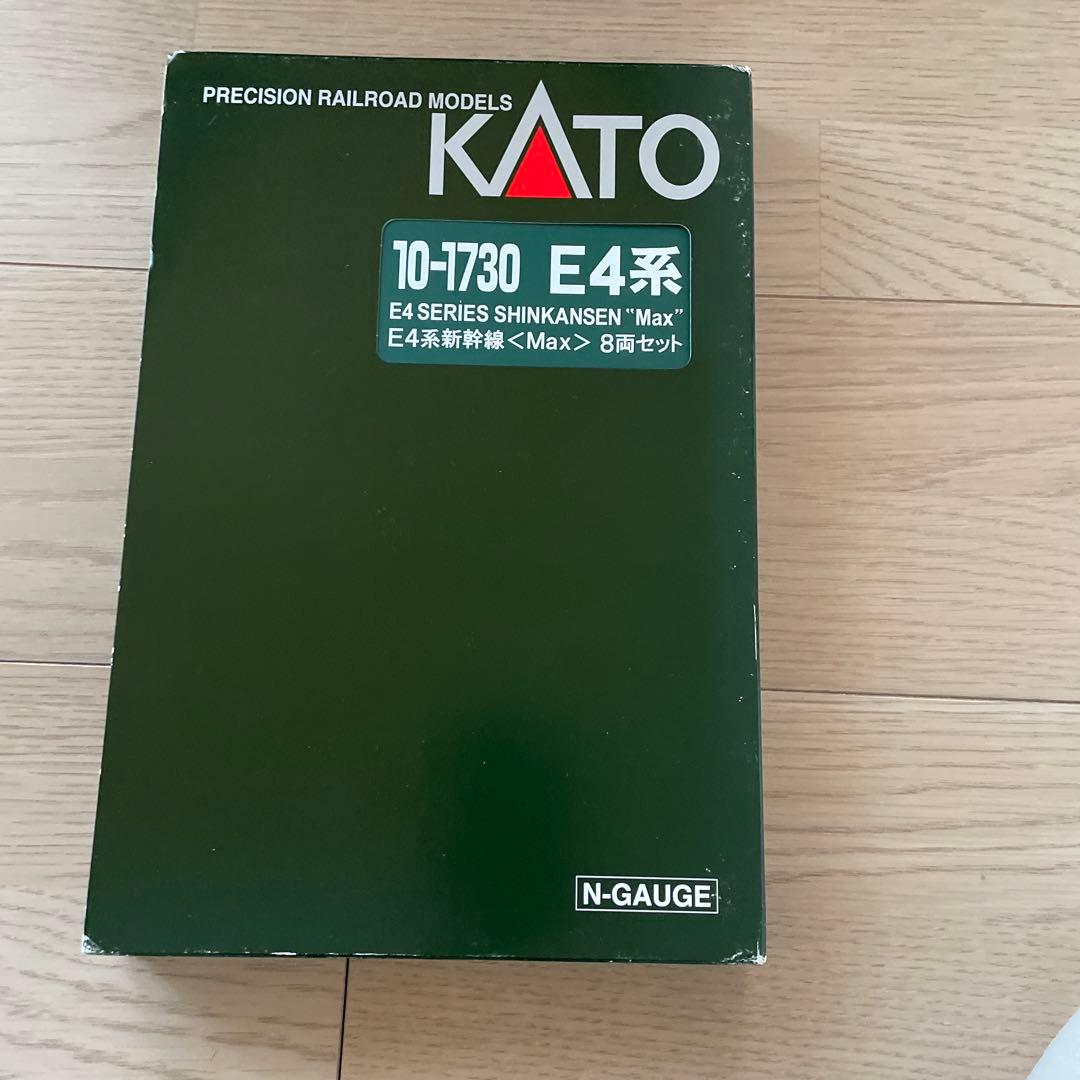 PRECISION RAILROAD MODELS
KATO
10-1730 E4系
E4 SERIES SHINKANSEN "Max"
E4系新幹線<Max> 8両セット
N-GAUGE